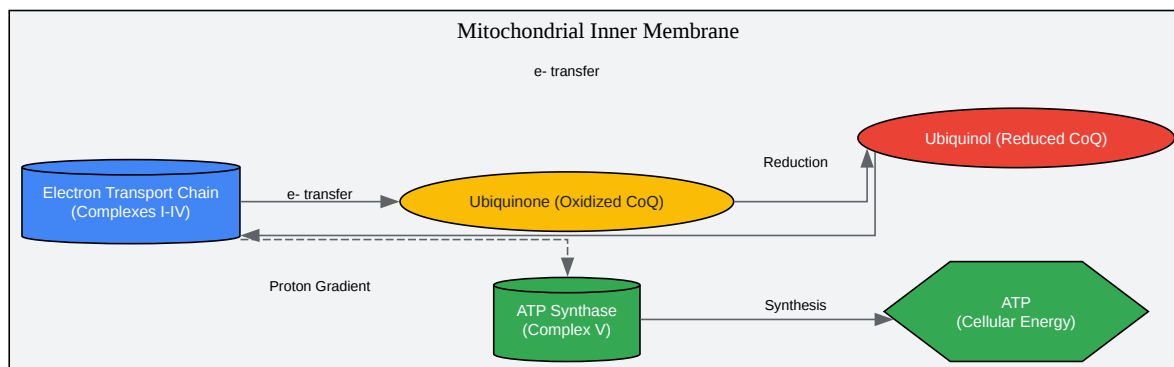 Mitochondrial Inner Membrane
e- transfer
Ubiquinol (Reduced CoQ)
Reduction
Electron Transport Chain
(Complexes I-IV)
e- transfer
Ubiquinone (Oxidized CoQ)
Proton Gradient
ATP Synthase
(Complex V)
Synthesis
ATP
(Cellular Energy)